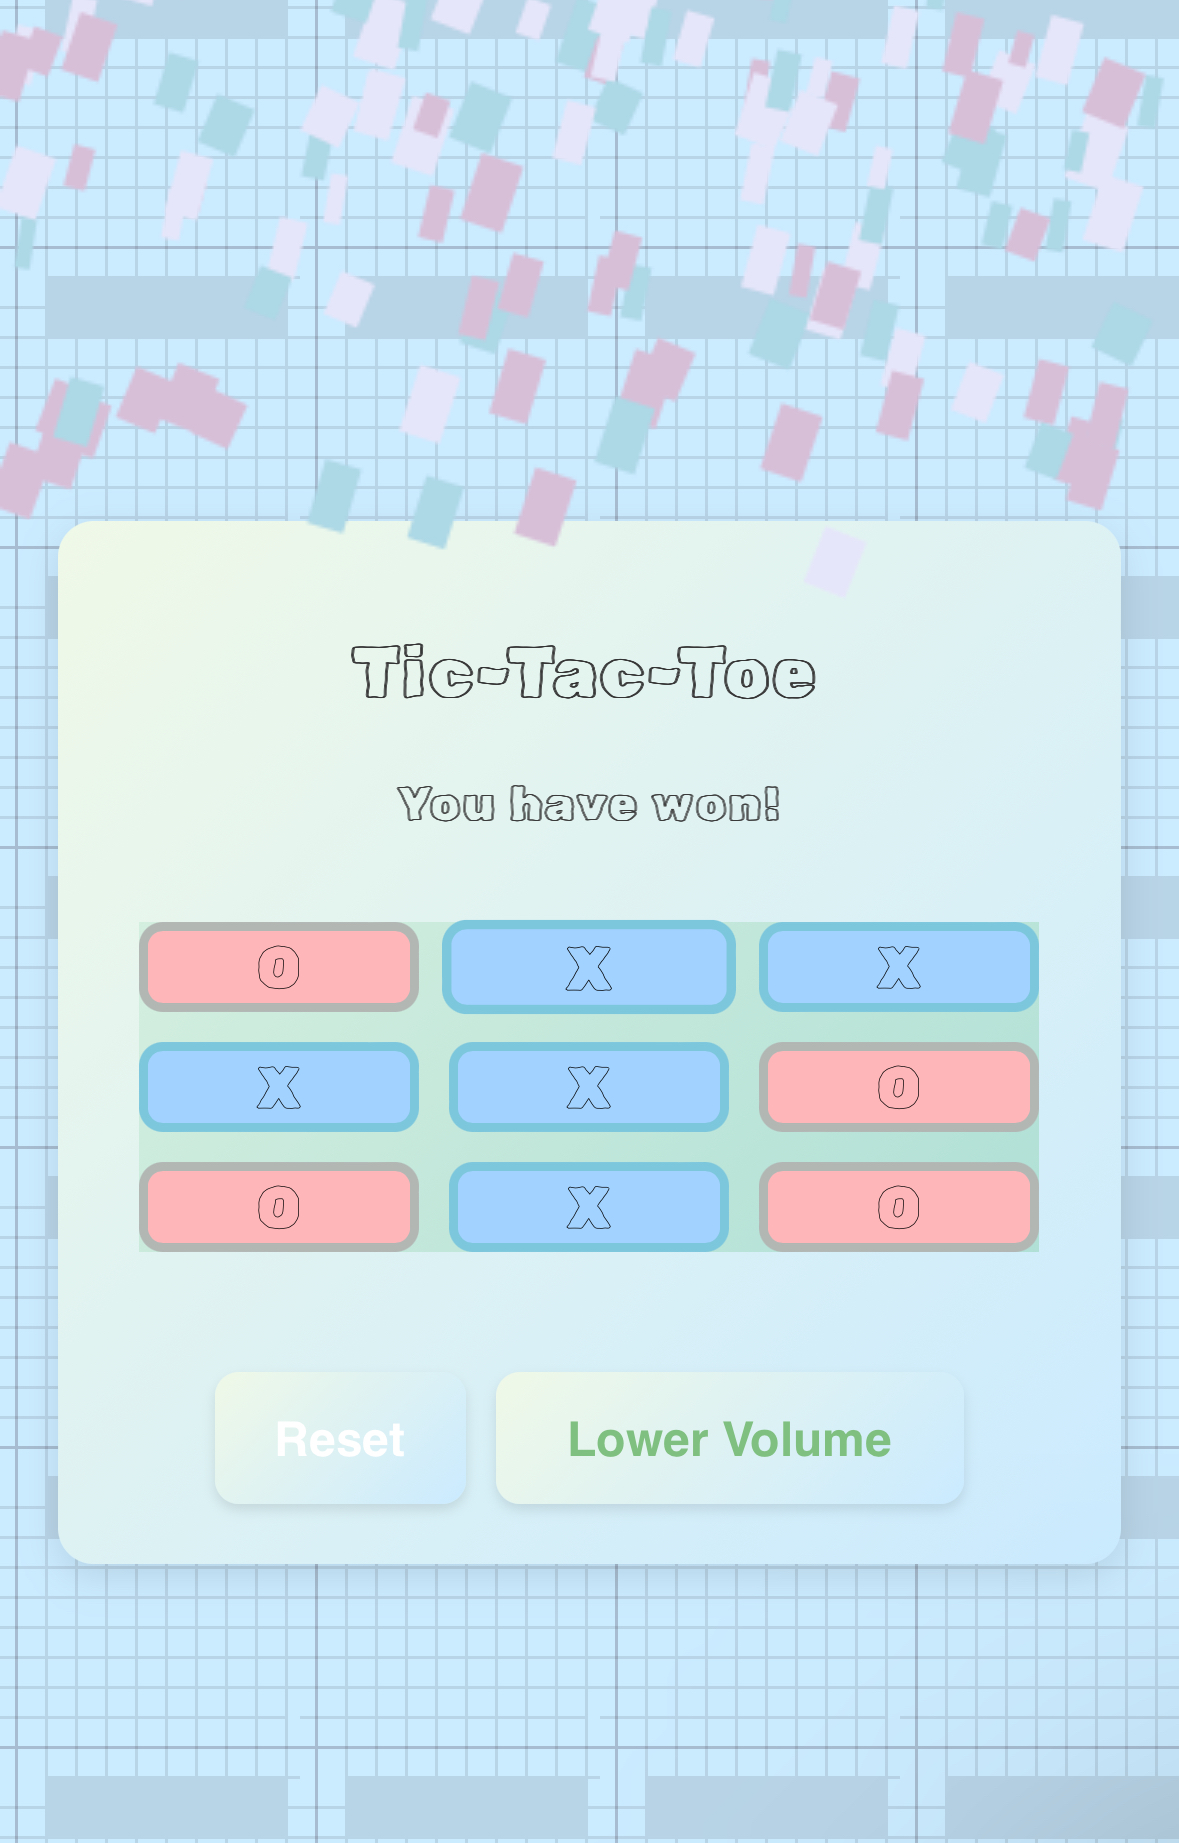 Tic-Tac-Toe
You have won!
O X X
X X O
O X O
Reset Lower Volume